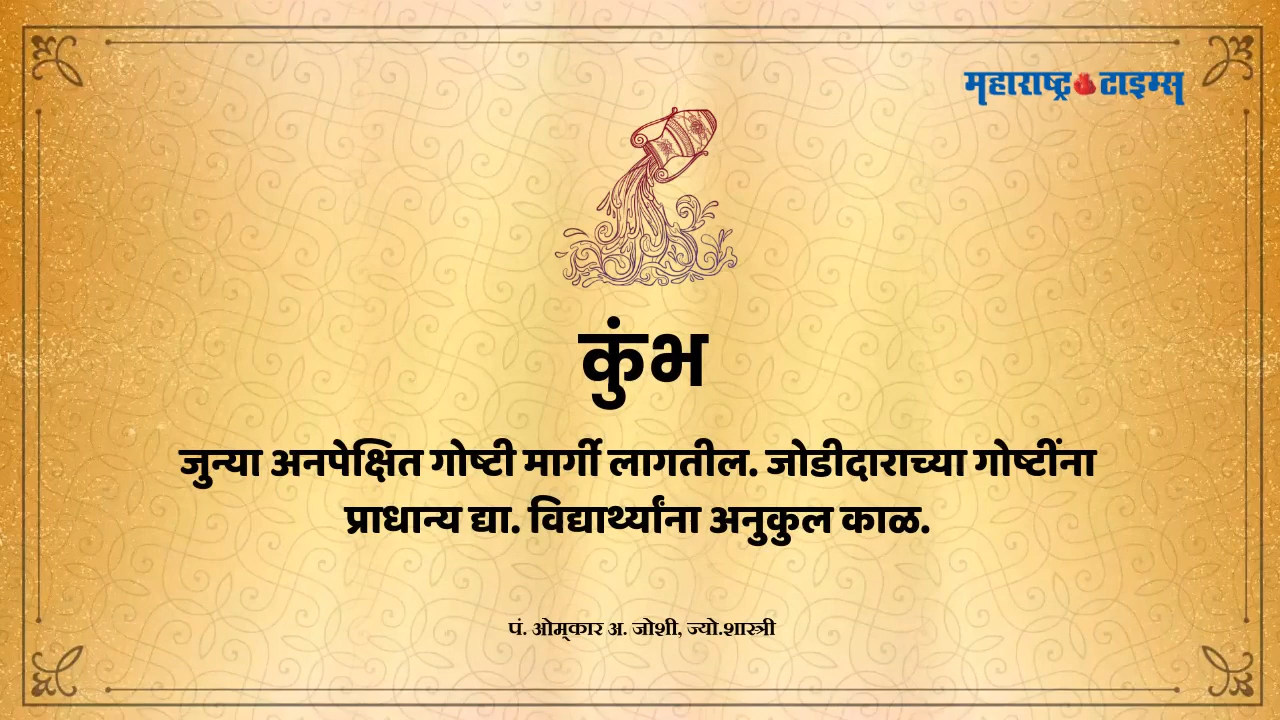 महाराष्ट्र टाइम्स
कुंभ
जुन्या अनपेक्षित गोष्टी मार्गी लागतील. जोडीदाराच्या गोष्टींना
प्राधान्य द्या. विद्यार्थ्यांना अनुकुल काळ.
पं. ओम्‌कार अ. जोशी, ज्यो.शास्त्री